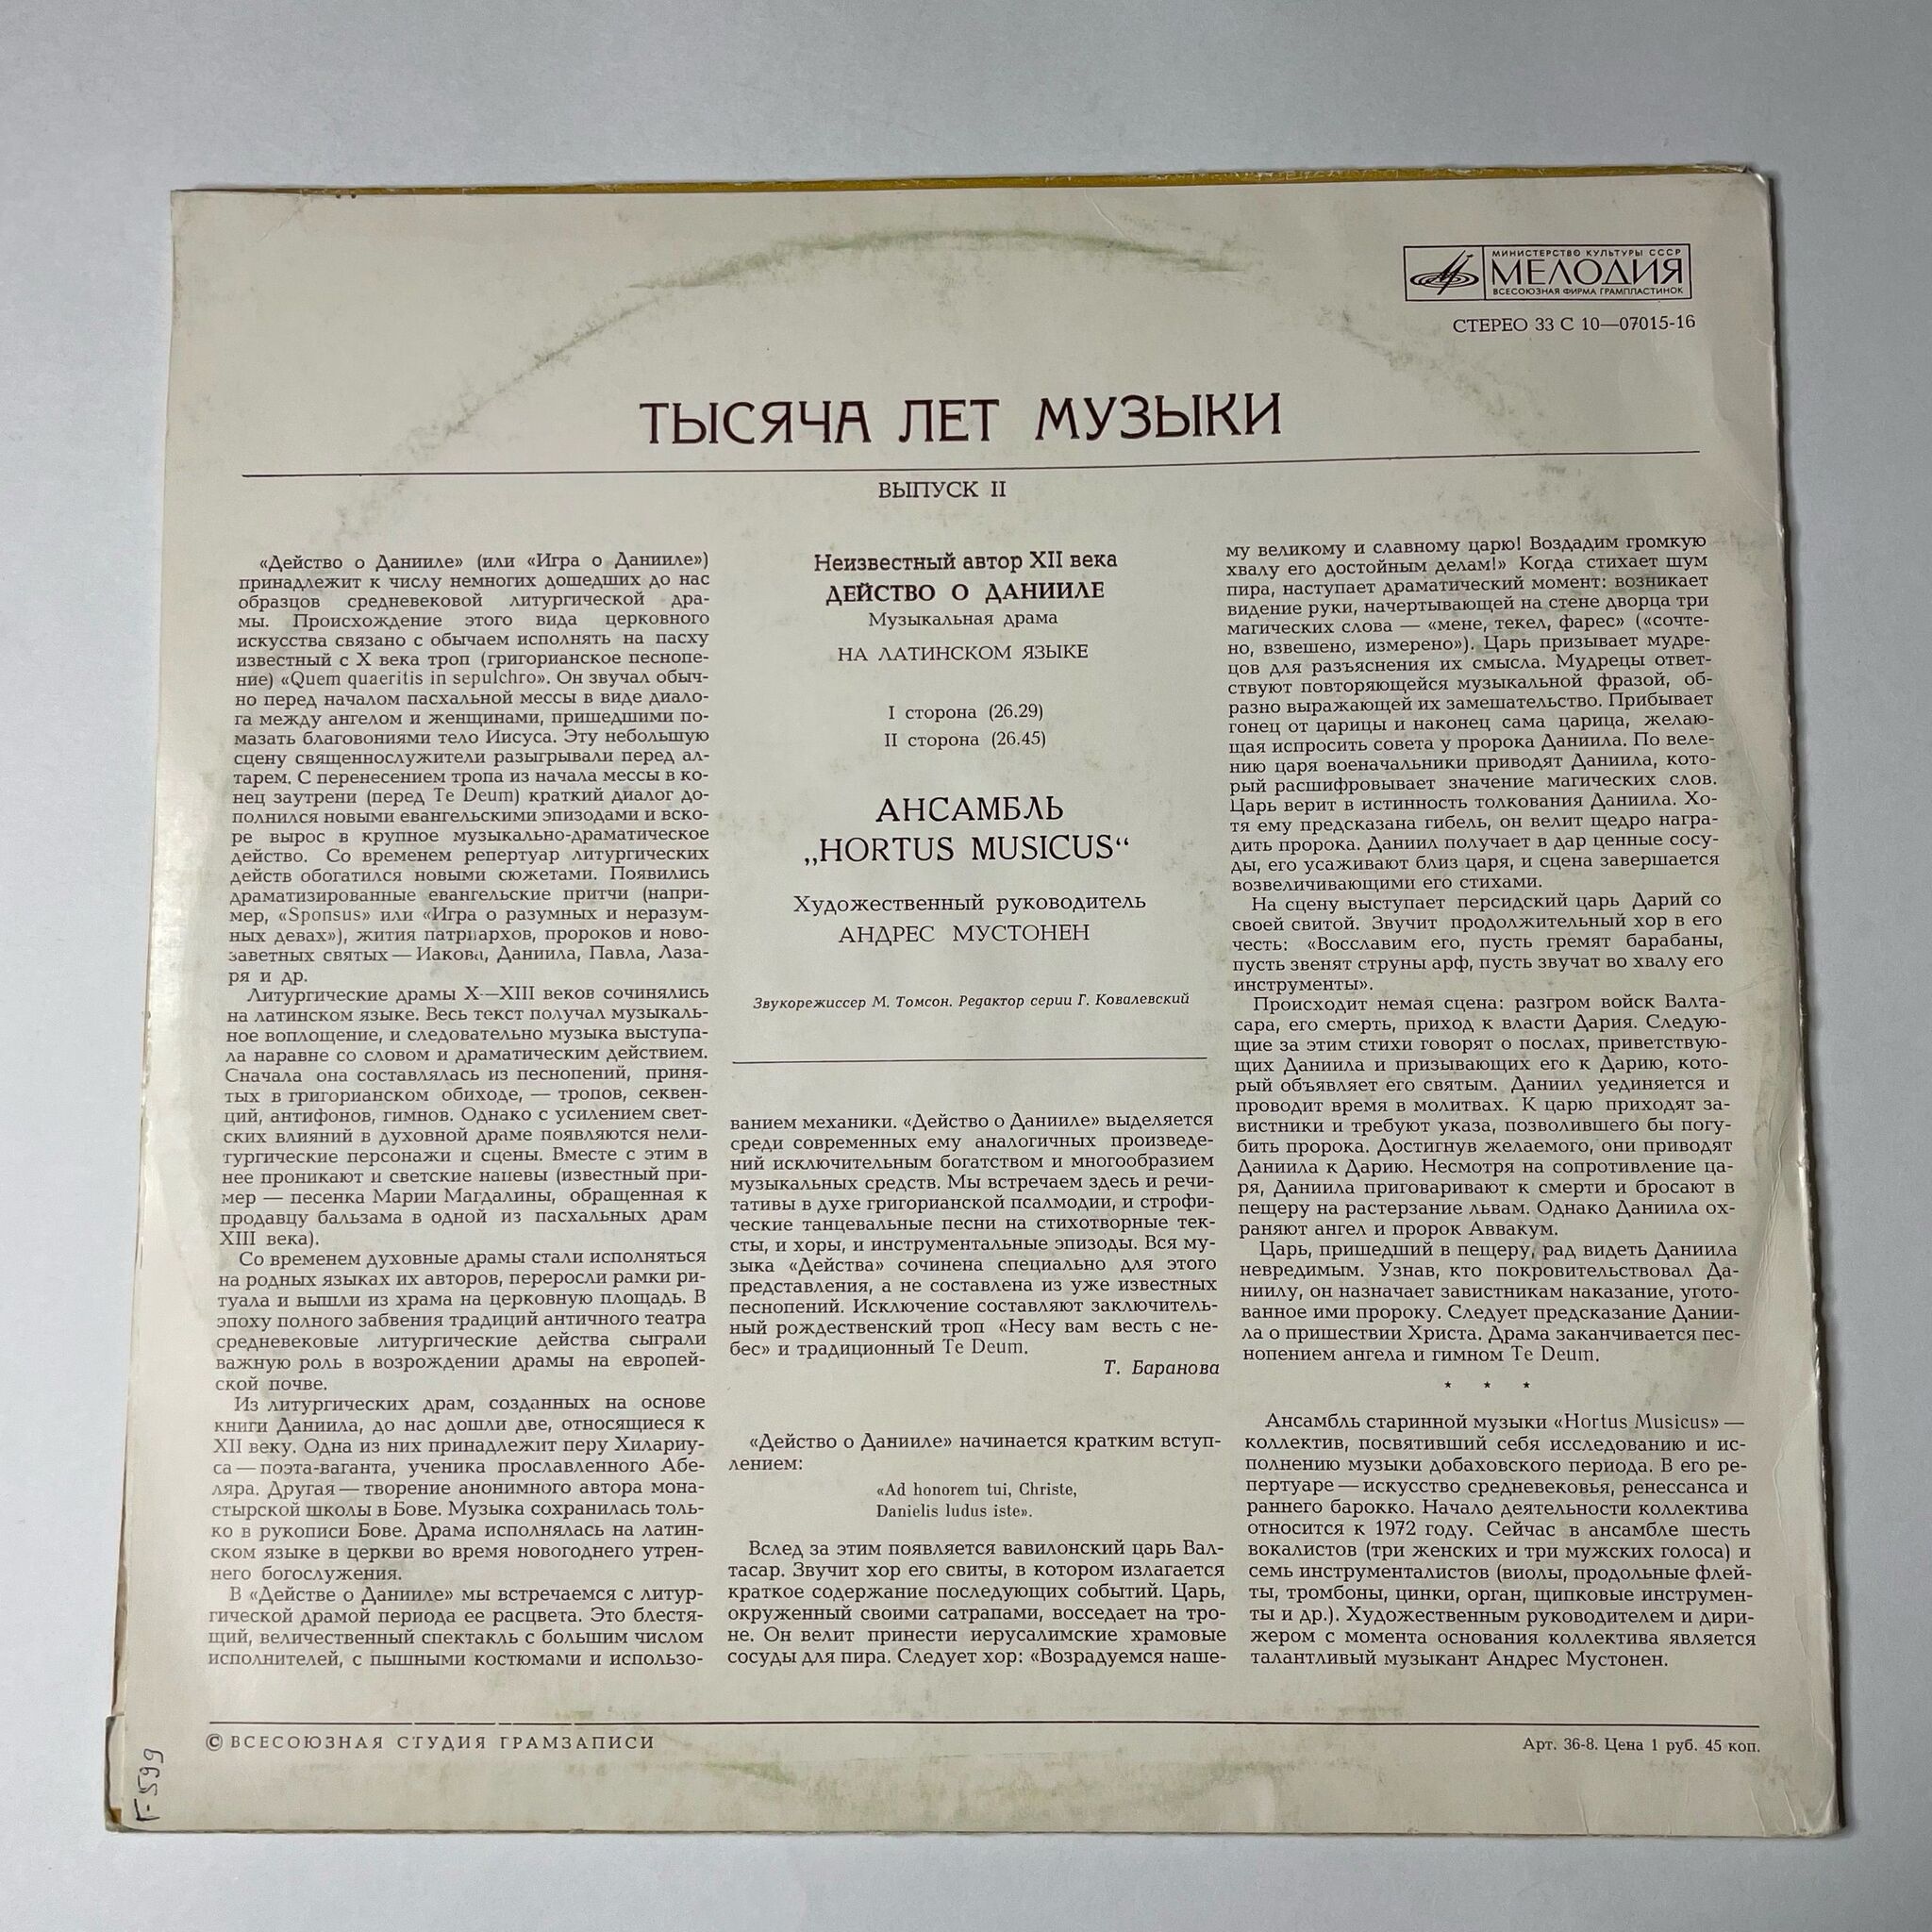 МИНИСТЕРСТВО КУЛЬТУРЫ СССР
МЕЛОДИЯ
ВСЕСОЮЗНАЯ ФИРМА ГРАМПЛАСТИНОК
СТЕРЕО 33 С 10—07015-16
ТЫСЯЧА ЛЕТ МУЗЫКИ
ВЫПУСК II
«Действо о Данииле» (или «Игра о Данииле»)
принадлежит к числу немногих дошедших до нас
образцов средневековой литургической дра-
мы. Происхождение этого вида церковного
искусства связано с обычаем исполнять на пасху
известный с X века троп (григорианское песнопе-
ние) «Quem quaeritis in sepulchro». Он звучал обыч-
но перед началом пасхальной мессы в виде диало-
га между ангелом и женщинами, пришедшими по-
мазать благовониями тело Иисуса. Эту небольшую
сцену священнослужители разыгрывали перед ал-
тарем. С перенесением тропа из начала мессы в ко-
нец заутрени (перед Te Deum) краткий диалог до-
полнился новыми евангельскими эпизодами и вско-
ре вырос в крупное музыкально-драматическое
действо. Со временем репертуар литургических
действ обогатился новыми сюжетами. Появились
драматизированные евангельские притчи (напри-
мер, «Sponsus» или «Игра о разумных и неразум-
ных девах»), жития патриархов, пророков и ново-
заветных святых — Иакова, Даниила, Павла, Лаза-
ря и др.
Литургические драмы X—XIII веков сочинялись
на латинском языке. Весь текст получал музыкаль-
ное воплощение, и следовательно музыка выступа-
ла наравне со словом и драматическим действием.
Сначала она составлялась из песнопений, приня-
тых в григорианском обиходе, — тропов, секвен-
ций, антифонов, гимнов. Однако с усилением свет-
ских влияний в духовной драме появляются нели-
тургические персонажи и сцены. Вместе с этим в
нее проникают и светские напевы (известный при-
мер — песенка Марии Магдалины, обращенная к
продавцу бальзама в одной из пасхальных драм
XIII века).
Со временем духовные драмы стали исполняться
на родных языках их авторов, переросли рамки ри-
туала и вышли из храма на церковную площадь. В
эпоху полного забвения традиций античного театра
средневековые литургические действа сыграли
важную роль в возрождении драмы на европей-
ской почве.
Из литургических драм, созданных на основе
книги Даниила, до нас дошли две, относящиеся к
XII веку. Одна из них принадлежит перу Хилариу-
са — поэта-ваганта, ученика прославленного Абе-
ляра. Другая — творение анонимного автора мона-
стырской школы в Бове. Музыка сохранилась толь-
ко в рукописи Бове. Драма исполнялась на латин-
ском языке в церкви во время новогоднего утрен-
него богослужения.
В «Действе о Данииле» мы встречаемся с литур-
гической драмой периода ее расцвета. Это блестя-
щий, величественный спектакль с большим числом
исполнителей, с пышными костюмами и использо-
Неизвестный автор XII века
ДЕЙСТВО О ДАНИИЛЕ
Музыкальная драма
НА ЛАТИНСКОМ ЯЗЫКЕ
I сторона (26.29)
II сторона (26.45)
АНСАМБЛЬ
„HORTUS MUSICUS“
Художественный руководитель
АНДРЕС МУСТОНЕН
Звукорежиссер М. Томсон. Редактор серии Г. Ковалевский
ванием механики. «Действо о Данииле» выделяется
среди современных ему аналогичных произведе-
ний исключительным богатством и многообразием
музыкальных средств. Мы встречаем здесь и речи-
тативы в духе григорианской псалмодии, и строфи-
ческие танцевальные песни на стихотворные тек-
сты, и хоры, и инструментальные эпизоды. Вся му-
зыка «Действа» сочинена специально для этого
представления, а не составлена из уже известных
песнопений. Исключение составляют заключитель-
ный рождественский троп «Несу вам весть с не-
бес» и традиционный Te Deum.
Т. Баранова
«Действо о Данииле» начинается кратким вступ-
лением:
«Ad honorem tui, Christe,
Danielis ludus iste».
Вслед за этим появляется вавилонский царь Вал-
тасар. Звучит хор его свиты, в котором излагается
краткое содержание последующих событий. Царь,
окруженный своими сатрапами, восседает на тро-
не. Он велит принести иерусалимские храмовые
сосуды для пира. Следует хор: «Возрадуемся наше-
му великому и славному царю! Воздадим громкую
хвалу его достойным делам!» Когда стихает шум
пира, наступает драматический момент: возникает
видение руки, начертывающей на стене дворца три
магических слова — «мене, текел, фарес» («сочте-
но, взвешено, измерено»). Царь призывает мудре-
цов для разъяснения их смысла. Мудрецы ответ-
ствуют повторяющейся музыкальной фразой, об-
разно выражающей их замешательство. Прибывает
гонец от царицы и наконец сама царица, желаю-
щая испросить совета у пророка Даниила. По веле-
нию царя военачальники приводят Даниила, кото-
рый расшифровывает значение магических слов.
Царь верит в истинность толкования Даниила. Хо-
тя ему предсказана гибель, он велит щедро награ-
дить пророка. Даниил получает в дар ценные сосу-
ды, его усаживают близ царя, и сцена завершается
возвеличивающими его стихами.
На сцену выступает персидский царь Дарий со
своей свитой. Звучит продолжительный хор в его
честь: «Восславим его, пусть гремят барабаны,
пусть звенят струны арф, пусть звучат во хвалу его
инструменты».
Происходит немая сцена: разгром войск Валта-
сара, его смерть, приход к власти Дария. Следую-
щие за этим стихи говорят о послах, приветствую-
щих Даниила и призывающих его к Дарию, кото-
рый объявляет его святым. Даниил уединяется и
проводит время в молитвах. К царю приходят за-
вистники и требуют указа, позволившего бы погу-
бить пророка. Достигнув желаемого, они приводят
Даниила к Дарию. Несмотря на сопротивление ца-
ря, Даниила приговаривают к смерти и бросают в
пещеру на растерзание львам. Однако Даниила ох-
раняют ангел и пророк Аввакум.
Царь, пришедший в пещеру, рад видеть Даниила
невредимым. Узнав, кто покровительствовал Да-
ниилу, он назначает завистникам наказание, угото-
ванное ими пророку. Следует предсказание Дании-
ла о пришествии Христа. Драма заканчивается пес-
нопением ангела и гимном Te Deum.
* * *
Ансамбль старинной музыки «Hortus Musicus» —
коллектив, посвятивший себя исследованию и ис-
полнению музыки добаховского периода. В его ре-
пертуаре — искусство средневековья, ренессанса и
раннего барокко. Начало деятельности коллектива
относится к 1972 году. Сейчас в ансамбле шесть
вокалистов (три женских и три мужских голоса) и
семь инструменталистов (виолы, продольные флей-
ты, тромбоны, цинки, орган, щипковые инструмен-
ты и др.). Художественным руководителем и дири-
жером с момента основания коллектива является
талантливый музыкант Андрес Мустонен.
© ВСЕСОЮЗНАЯ СТУДИЯ ГРАМЗАПИСИ
Арт. 36-8. Цена 1 руб. 45 коп.
F-599